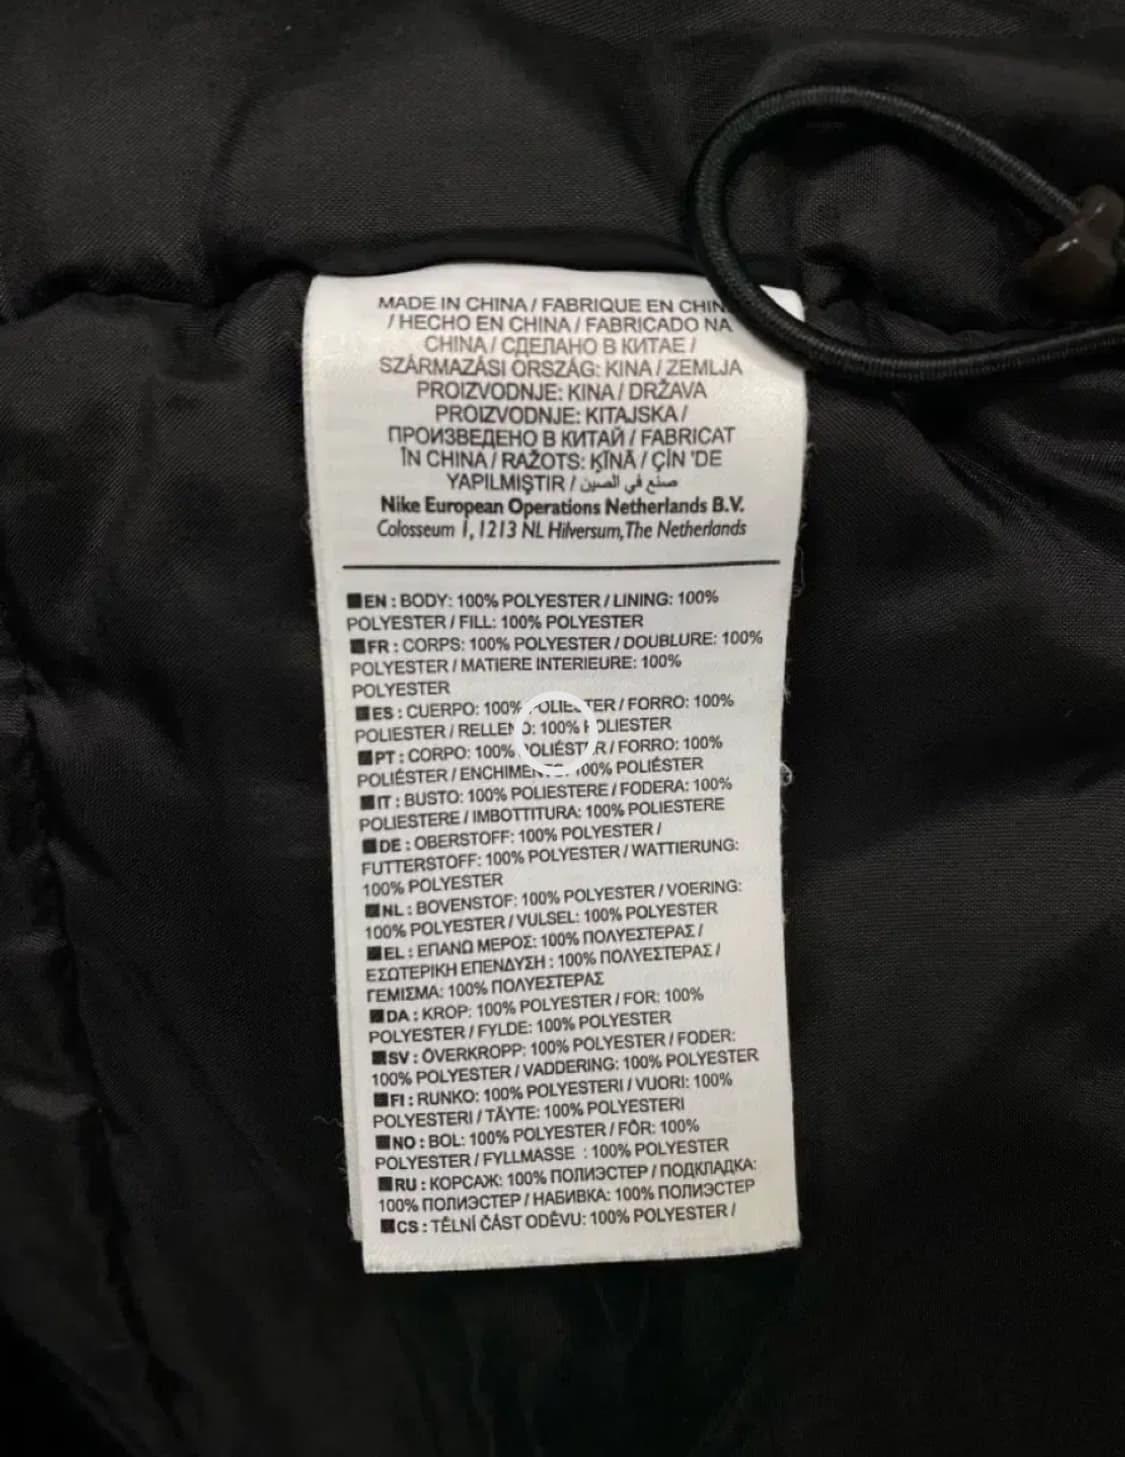 MADE IN CHINA / FABRIQUE EN CHIN
/ HECHO EN CHINA / FABRICADO NA
CHINA / СДЕЛАНО В КИТАЕ /
SZÁRMAZÁSI ORSZÁG: KINA / ZEMLJA
PROIZVODNJE: KINA / DRŽAVA
PROIZVODNJE: KITAJSKA /
ПРОИЗВЕДЕНО В КИТАЙ / FABRICAT
ÎN CHINA / RAŽOTS: ĶĪNĀ / ÇİN 'DE
YAPILMIŞTIR / صنع في الصين
Nike European Operations Netherlands B.V.
Colosseum 1, 1213 NL Hilversum, The Netherlands
EN : BODY: 100% POLYESTER / LINING: 100%
POLYESTER / FILL: 100% POLYESTER
FR : CORPS: 100% POLYESTER / DOUBLURE: 100%
POLYESTER / MATIERE INTERIEURE: 100%
POLYESTER
ES : CUERPO: 100% POLIESTER / FORRO: 100%
POLIESTER / RELLENO: 100% POLIESTER
PT : CORPO: 100% POLIÉSTER / FORRO: 100%
POLIÉSTER / ENCHIMENTO: 100% POLIÉSTER
IT : BUSTO: 100% POLIESTERE / FODERA: 100%
POLIESTERE / IMBOTTITURA: 100% POLIESTERE
DE : OBERSTOFF: 100% POLYESTER /
FUTTERSTOFF: 100% POLYESTER / WATTIERUNG:
100% POLYESTER
NL : BOVENSTOF: 100% POLYESTER / VOERING:
100% POLYESTER / VULSEL: 100% POLYESTER
EL : ΕΠΑΝΩ ΜΕΡΟΣ: 100% ΠΟΛΥΕΣΤΕΡΑΣ /
ΕΣΩΤΕΡΙΚΗ ΕΠΕΝΔΥΣΗ : 100% ΠΟΛΥΕΣΤΕΡΑΣ /
ΓΕΜΙΣΜΑ: 100% ΠΟΛΥΕΣΤΕΡΑΣ
DA : KROP: 100% POLYESTER / FOR: 100%
POLYESTER / FYLDE: 100% POLYESTER
SV : ÖVERKROPP: 100% POLYESTER / FODER:
100% POLYESTER / VADDERING: 100% POLYESTER
FI : RUNKO: 100% POLYESTERI / VUORI: 100%
POLYESTERI / TÄYTE: 100% POLYESTERI
NO : BOL: 100% POLYESTER / FÔR: 100%
POLYESTER / FYLLMASSE : 100% POLYESTER
RU : КОРСАЖ: 100% ПОЛИЭСТЕР / ПОДКЛАДКА:
100% ПОЛИЭСТЕР / НАБИВКА: 100% ПОЛИЭСТЕР
CS : TĚLNÍ ČÁST ODĚVU: 100% POLYESTER /